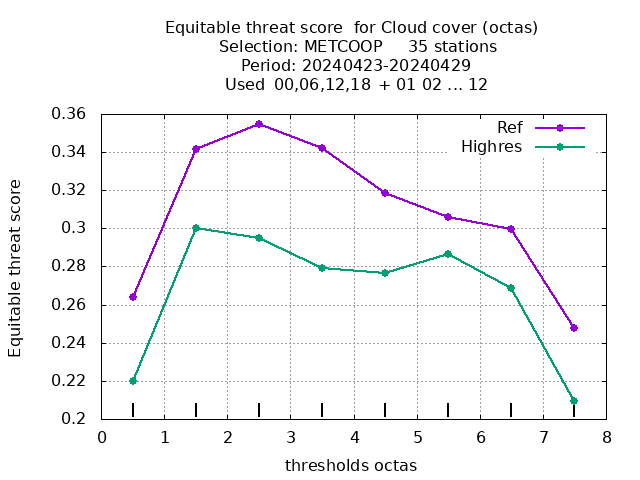 Equitable threat score  for Cloud cover (octas)
Selection: METCOOP     35 stations
Period: 20240423-20240429
Used  00,06,12,18  + 01 02 ... 12
Ref
Highres
Equitable threat score
0.36
0.34
0.32
0.3
0.28
0.26
0.24
0.22
0.2
0 1 2 3 4 5 6 7 8
thresholds octas